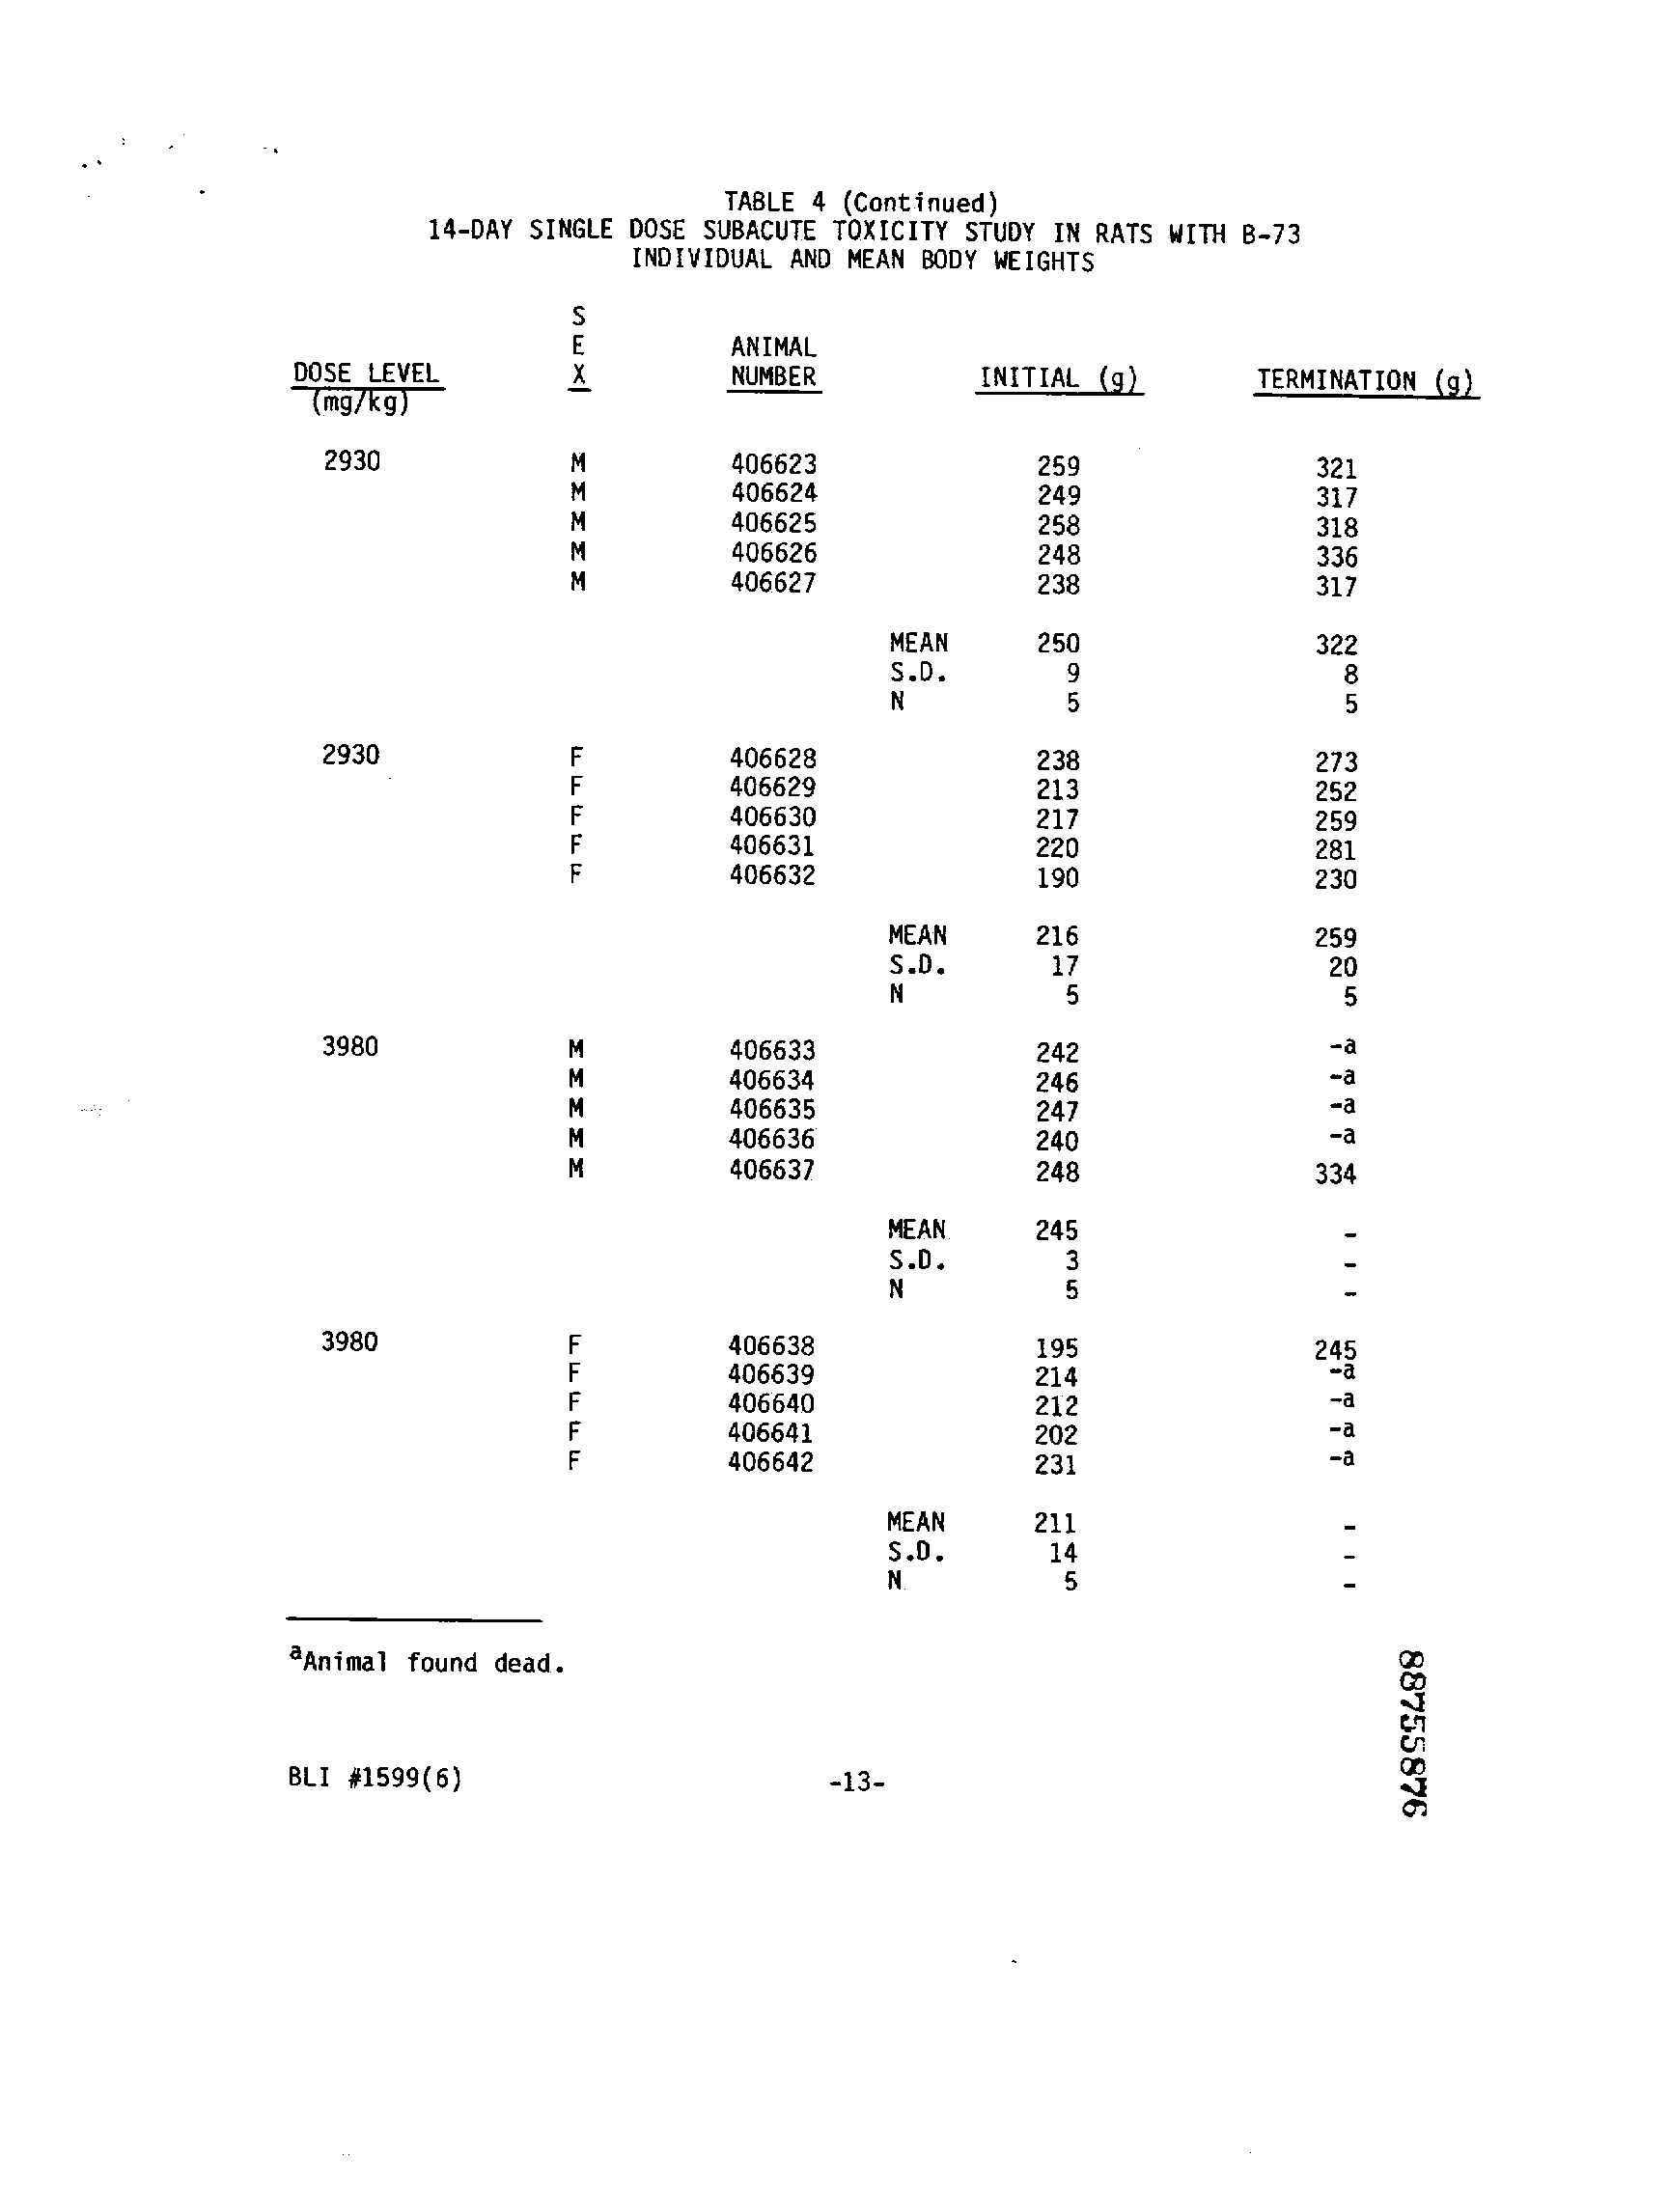 TABLE 4 (Continued)
14-DAY SINGLE DOSE SUBACUTE TOXICITY STUDY IN RATS WITH B-73
INDIVIDUAL AND MEAN BODY WEIGHTS
S
E ANIMAL
DOSE LEVEL X NUMBER INITIAL (g) TERMINATION (g)
(mg/kg)
2930 M 406623 259 321
M 406624 249 317
M 406625 258 318
M 406626 248 336
M 406627 238 317
MEAN 250 322
S.D. 9 8
N 5 5
2930 F 406628 238 273
F 406629 213 252
F 406630 217 259
F 406631 220 281
F 406632 190 230
MEAN 216 259
S.D. 17 20
N 5 5
3980 M 406633 242 -a
M 406634 246 -a
M 406635 247 -a
M 406636 240 -a
M 406637 248 334
MEAN 245 -
S.D. 3 -
N 5 -
3980 F 406638 195 245
F 406639 214 -a
F 406640 212 -a
F 406641 202 -a
F 406642 231 -a
MEAN 211 -
S.D. 14 -
N 5 -
aAnimal found dead.
BLI #1599(6) -13-
88755876